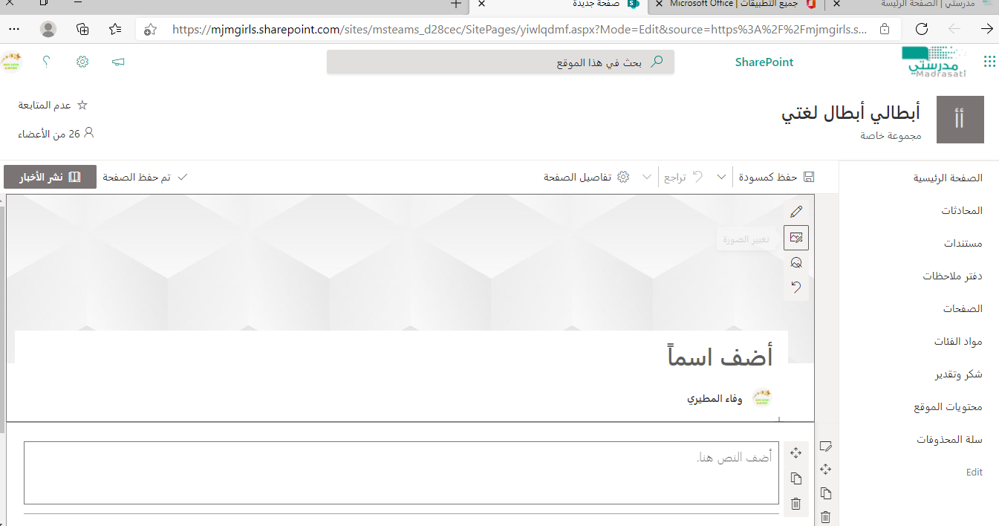 مدرستي | الصفحة الرئيسة
جميع التطبيقات | Microsoft Office
صفحة جديدة
https://mjmgirls.sharepoint.com/sites/msteams_d28cec/SitePages/yiwlqdmf.aspx?Mode=Edit&source=https%3A%2F%2Fmjmgirls.s...
مدرستي
Madrasati
SharePoint
بحث في هذا الموقع
أأ
أبطالي أبطال لغتي
مجموعة خاصة
عدم المتابعة
26 من الأعضاء
حفظ كمسودة
تراجع
تفاصيل الصفحة
تم حفظ الصفحة
نشر الأخبار
الصفحة الرئيسية
المحادثات
مستندات
دفتر ملاحظات
الصفحات
مواد الفئات
شكر وتقدير
محتويات الموقع
سلة المحذوفات
Edit
تغيير الصورة
أضف اسماً
وفاء المطيري
أضف النص هنا.